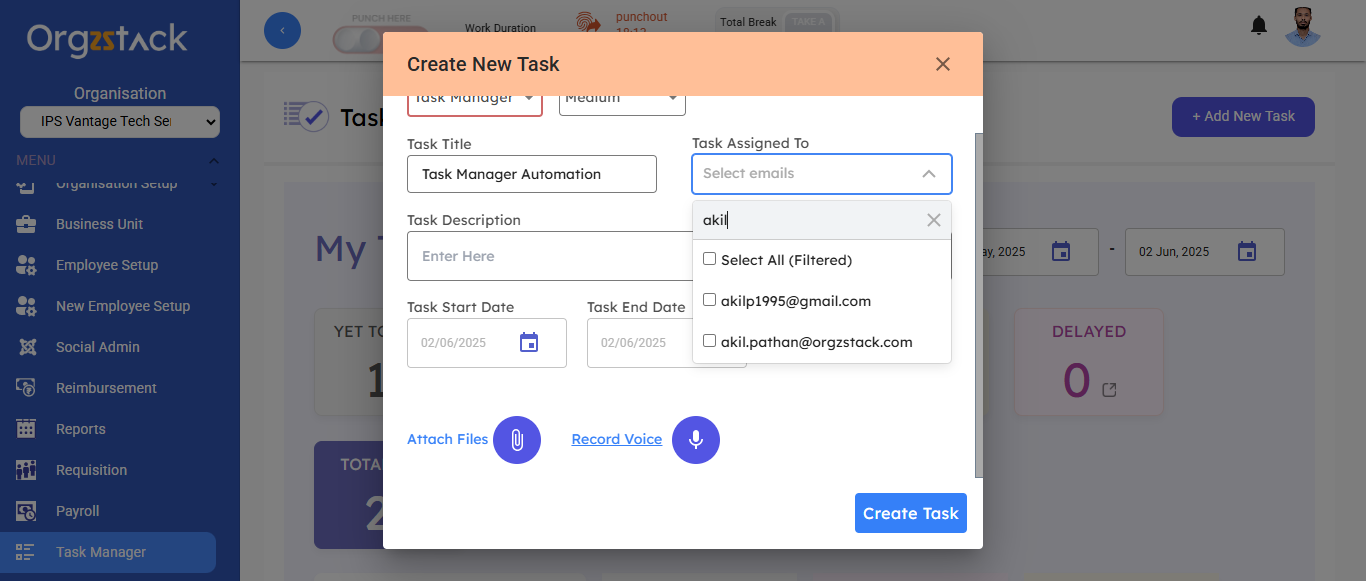 Orgzstack
Organisation
IPS Vantage Tech Ser
MENU
Organisation Setup
Business Unit
Employee Setup
New Employee Setup
Social Admin
Reimbursement
Reports
Requisition
Payroll
Task Manager
PUNCH HERE
Work Duration
punchout
Total Break
TAKE A
Task
+ Add New Task
My T
ay, 2025
-
02 Jun, 2025
YET TO
1
DELAYED
0
TOTA
2
Create New Task
Task Manager
Medium
Task Title
Task Manager Automation
Task Assigned To
Select emails
akil
Select All (Filtered)
akilp1995@gmail.com
akil.pathan@orgzstack.com
Task Description
Enter Here
Task Start Date
02/06/2025
Task End Date
02/06/2025
Attach Files
Record Voice
Create Task